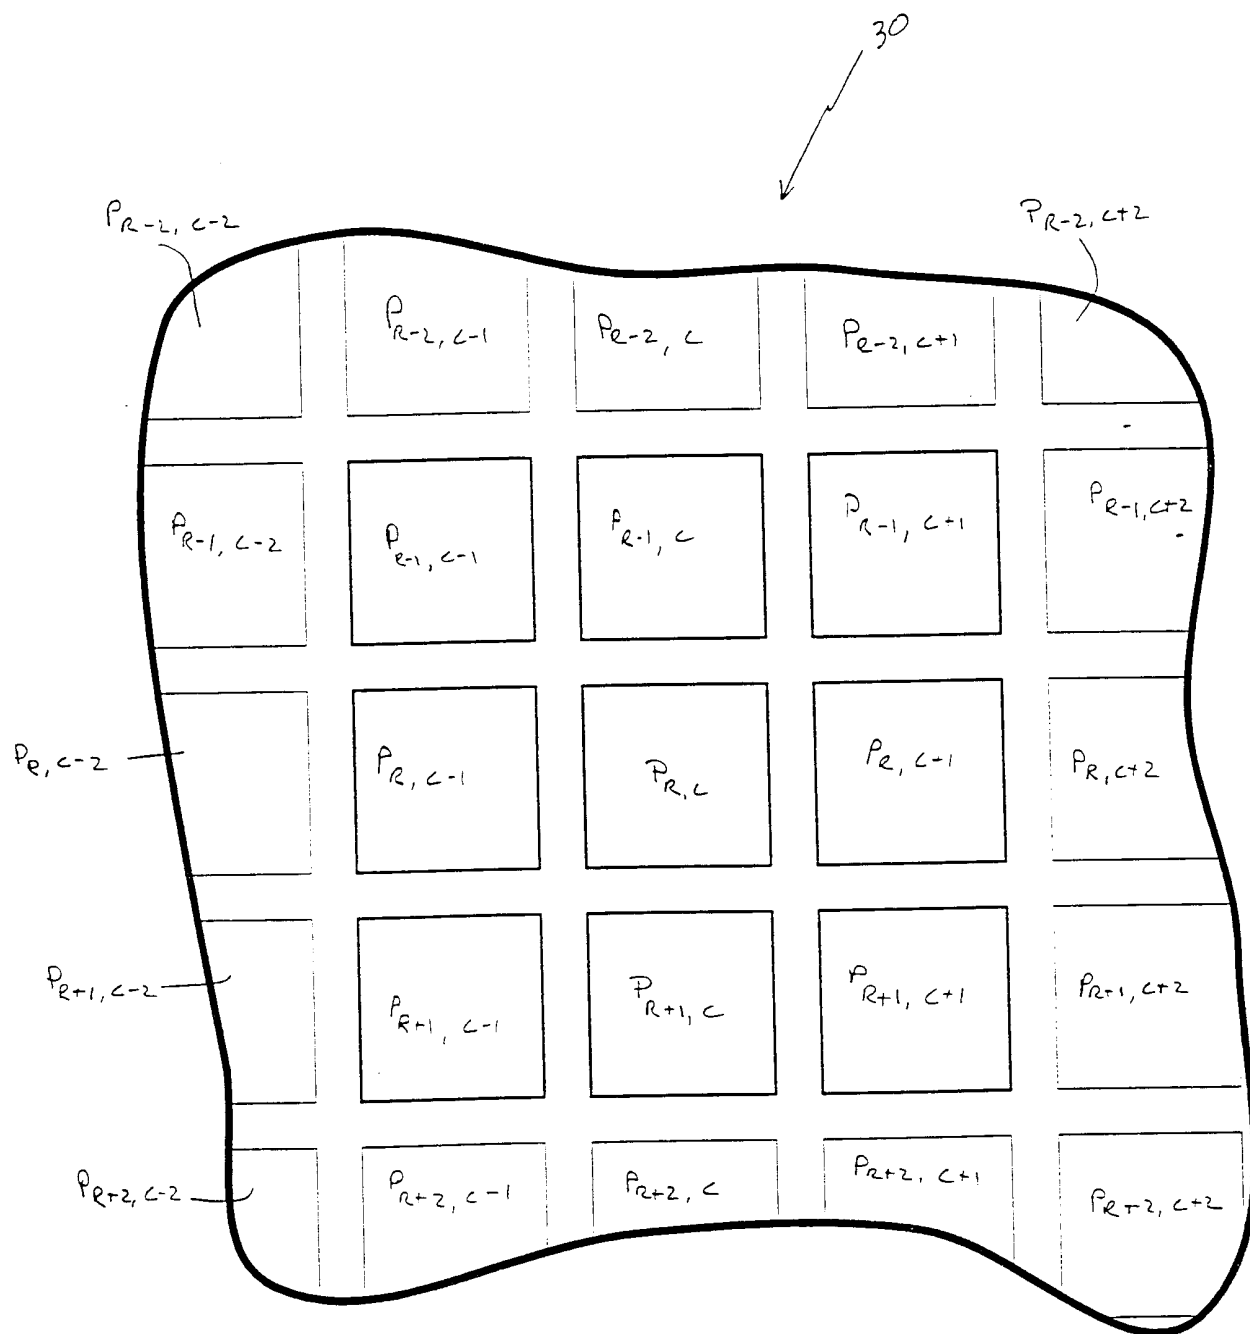 30
P R-2, C-2
P R-2, C+2
P R-2, C-1
P R-2, C
P R-2, C+1
P R-1, C-2
P R-1, C-1
P R-1, C
P R-1, C+1
P R-1, C+2
P R, C-2
P R, C-1
P R, C
P R, C+1
P R, C+2
P R+1, C-2
P R+1, C-1
P R+1, C
P R+1, C+1
P R+1, C+2
P R+2, C-2
P R+2, C-1
P R+2, C
P R+2, C+1
P R+2, C+2